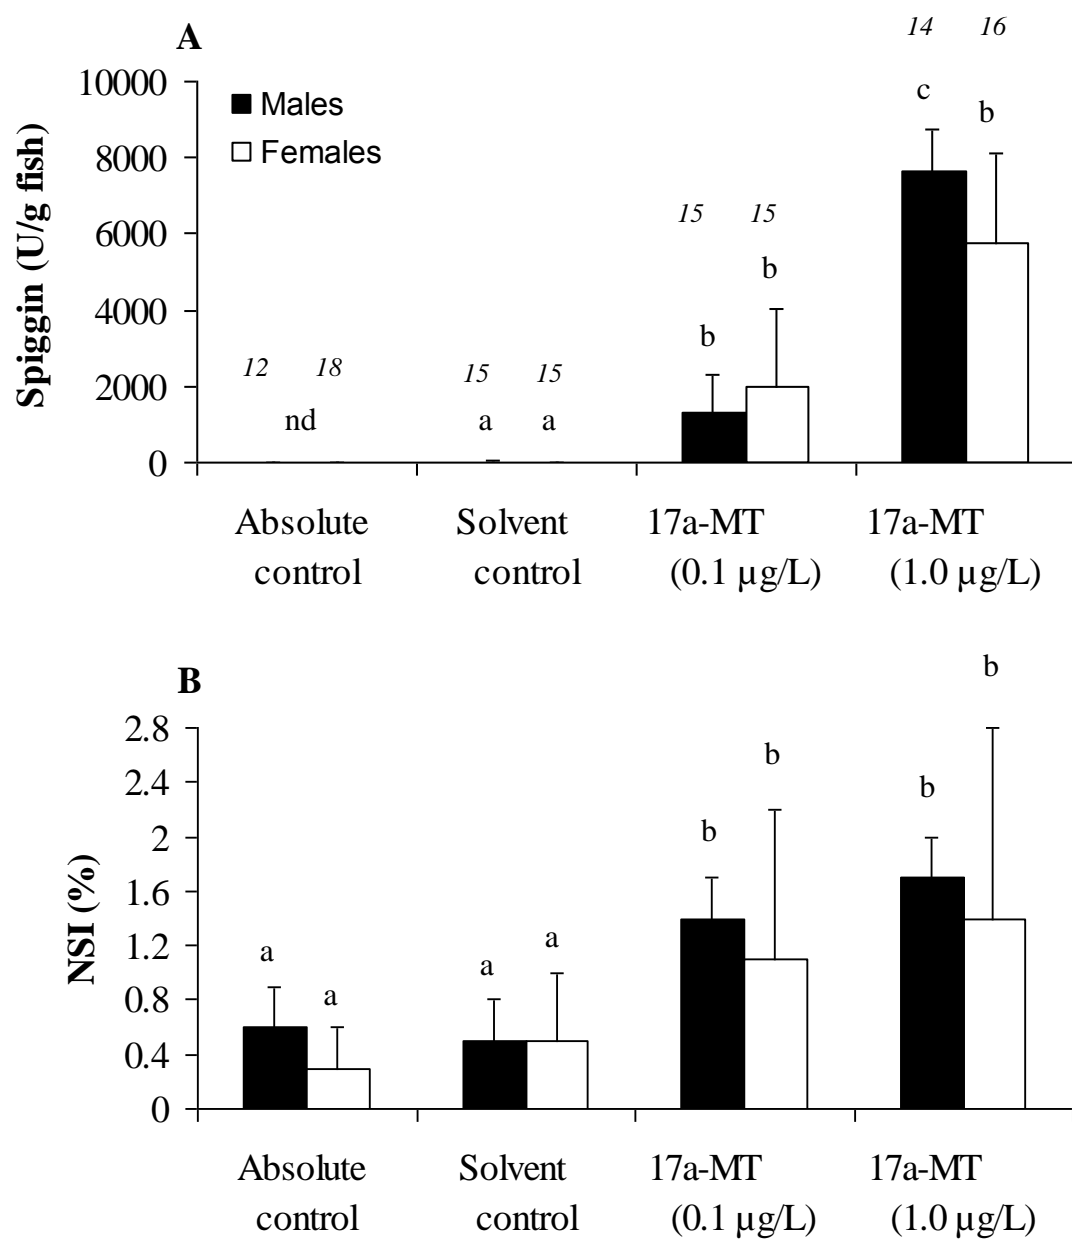 A
14 16
10000
c
Males
b
8000
Females
Spiggin (U/g fish)
6000
15 15
b
4000
b
12 18 15 15
2000
nd a a
0
Absolute control
Solvent control
17a-MT (0.1 µg/L)
17a-MT (1.0 µg/L)
B
b
2.8
b
2.4
b
b
2
NSI (%)
1.6
1.2
a a a
a
0.8
0.4
0
Absolute control
Solvent control
17a-MT (0.1 µg/L)
17a-MT (1.0 µg/L)